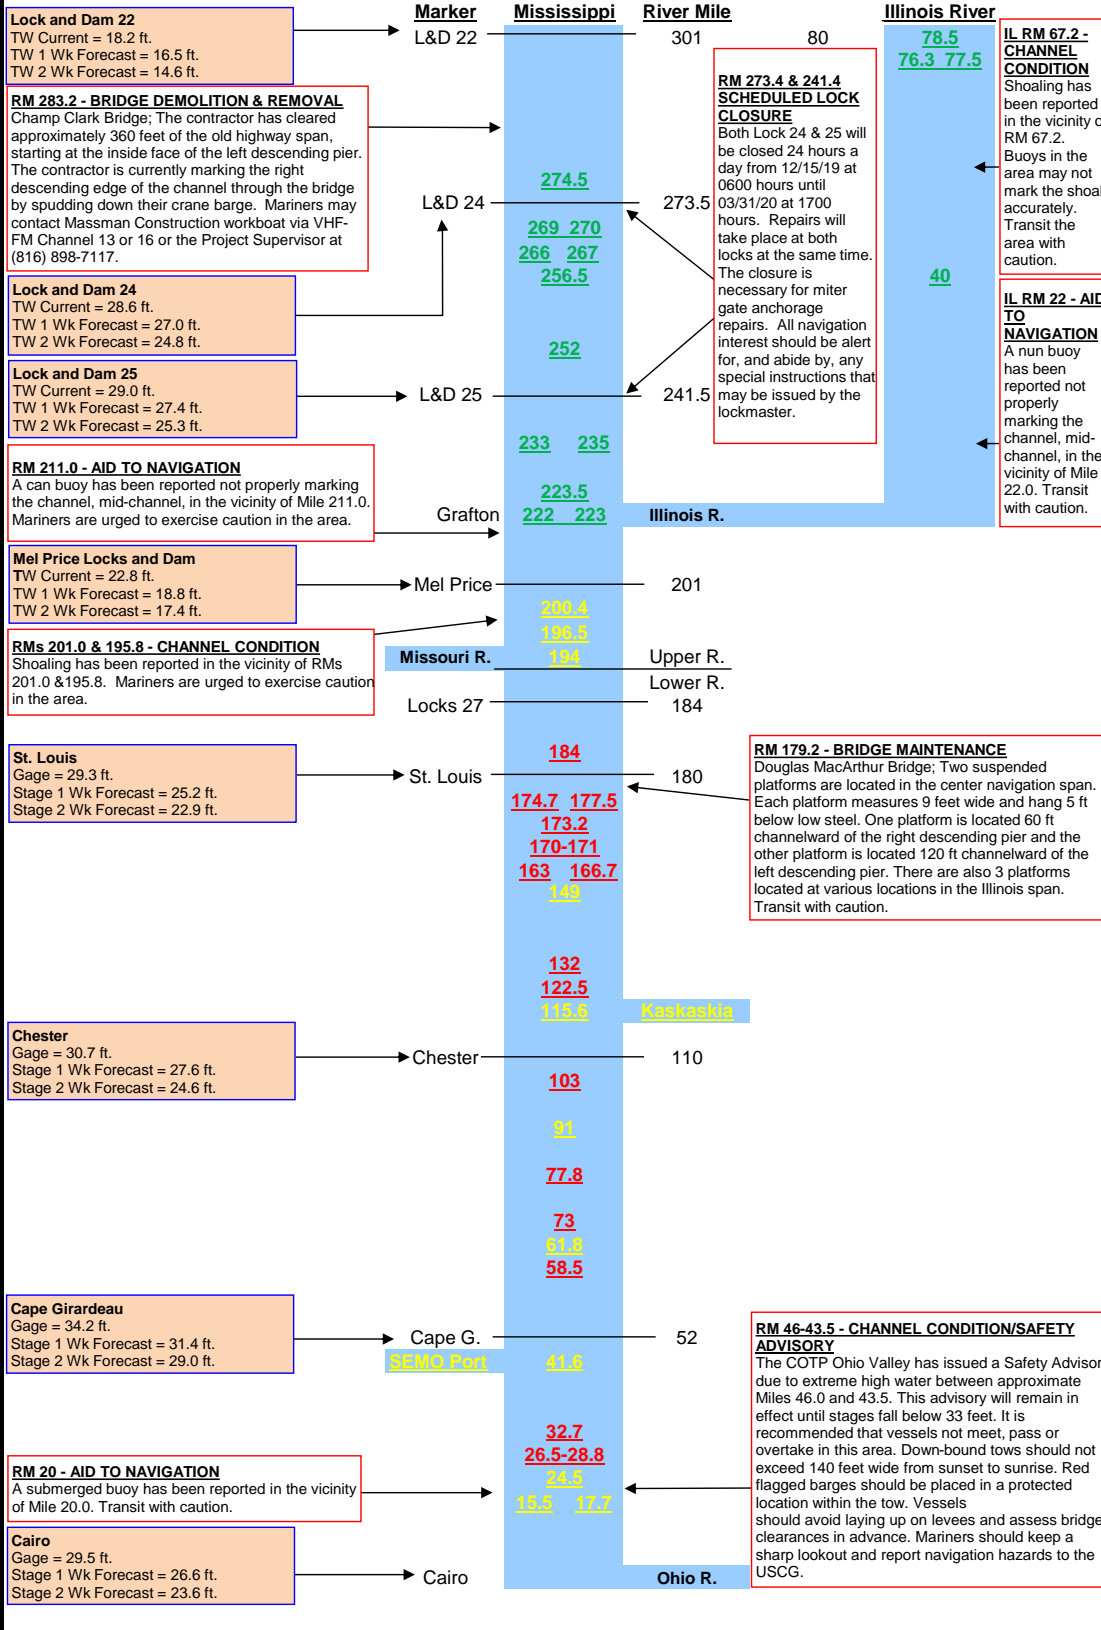 Marker Mississippi River Mile Illinois River
Lock and Dam 22
TW Current = 18.2 ft.
TW 1 Wk Forecast = 16.5 ft.
TW 2 Wk Forecast = 14.6 ft.
L&D 22 301 80
78.5
76.3 77.5
IL RM 67.2 -
CHANNEL
CONDITION
Shoaling has
been reported
in the vicinity
RM 67.2.
Buoys in the
area may not
mark the shoal
accurately.
Transit the
area with
caution.
RM 283.2 - BRIDGE DEMOLITION & REMOVAL
Champ Clark Bridge; The contractor has cleared
approximately 360 feet of the old highway span,
starting at the inside face of the left descending pier.
The contractor is currently marking the right
descending edge of the channel through the bridge
by spudding down their crane barge. Mariners may
contact Massman Construction workboat via VHF-
FM Channel 13 or 16 or the Project Supervisor at
(816) 898-7117.
RM 273.4 & 241.4
SCHEDULED LOCK
CLOSURE
Both Lock 24 & 25 will
be closed 24 hours a
day from 12/15/19 at
0600 hours until
03/31/20 at 1700
hours. Repairs will
take place at both
locks at the same time.
The closure is
necessary for miter
gate anchorage
repairs. All navigation
interest should be alert
for, and abide by, any
special instructions that
may be issued by the
lockmaster.
274.5
L&D 24 273.5
269 270
266 267
256.5
40
Lock and Dam 24
TW Current = 28.6 ft.
TW 1 Wk Forecast = 27.0 ft.
TW 2 Wk Forecast = 24.8 ft.
IL RM 22 - AID
TO
NAVIGATION
A nun buoy
has been
reported not
properly
marking the
channel, mid-
channel, in the
vicinity of Mile
22.0. Transit
with caution.
252
Lock and Dam 25
TW Current = 29.0 ft.
TW 1 Wk Forecast = 27.4 ft.
TW 2 Wk Forecast = 25.3 ft.
L&D 25 241.5
233 235
RM 211.0 - AID TO NAVIGATION
A can buoy has been reported not properly marking
the channel, mid-channel, in the vicinity of Mile 211.0.
Mariners are urged to exercise caution in the area.
223.5
Grafton 222 223 Illinois R.
Mel Price Locks and Dam
TW Current = 22.8 ft.
TW 1 Wk Forecast = 18.8 ft.
TW 2 Wk Forecast = 17.4 ft.
Mel Price 201
200.4
196.5
RMs 201.0 & 195.8 - CHANNEL CONDITION
Shoaling has been reported in the vicinity of RMs
201.0 &195.8. Mariners are urged to exercise caution
in the area.
Missouri R. 194 Upper R.
Lower R.
Locks 27 184
184
St. Louis
Gage = 29.3 ft.
Stage 1 Wk Forecast = 25.2 ft.
Stage 2 Wk Forecast = 22.9 ft.
St. Louis 180
RM 179.2 - BRIDGE MAINTENANCE
Douglas MacArthur Bridge; Two suspended
platforms are located in the center navigation span.
Each platform measures 9 feet wide and hang 5 ft
below low steel. One platform is located 60 ft
channelward of the right descending pier and the
other platform is located 120 ft channelward of the
left descending pier. There are also 3 platforms
located at various locations in the Illinois span.
Transit with caution.
174.7 177.5
173.2
170-171
163 166.7
149
132
122.5
115.6 Kaskaskia
Chester
Gage = 30.7 ft.
Stage 1 Wk Forecast = 27.6 ft.
Stage 2 Wk Forecast = 24.6 ft.
Chester 110
103
91
77.8
73
61.8
58.5
Cape Girardeau
Gage = 34.2 ft.
Stage 1 Wk Forecast = 31.4 ft.
Stage 2 Wk Forecast = 29.0 ft.
Cape G. 52
SEMO Port 41.6
RM 46-43.5 - CHANNEL CONDITION/SAFETY
ADVISORY
The COTP Ohio Valley has issued a Safety Advisor
due to extreme high water between approximate
Miles 46.0 and 43.5. This advisory will remain in
effect until stages fall below 33 feet. It is
recommended that vessels not meet, pass or
overtake in this area. Down-bound tows should not
exceed 140 feet wide from sunset to sunrise. Red
flagged barges should be placed in a protected
location within the tow. Vessels
should avoid laying up on levees and assess bridge
clearances in advance. Mariners should keep a
sharp lookout and report navigation hazards to the
USCG.
32.7
26.5-28.8
24.5
15.5 17.7
RM 20 - AID TO NAVIGATION
A submerged buoy has been reported in the vicinity
of Mile 20.0. Transit with caution.
Cairo
Gage = 29.5 ft.
Stage 1 Wk Forecast = 26.6 ft.
Stage 2 Wk Forecast = 23.6 ft.
Cairo Ohio R.